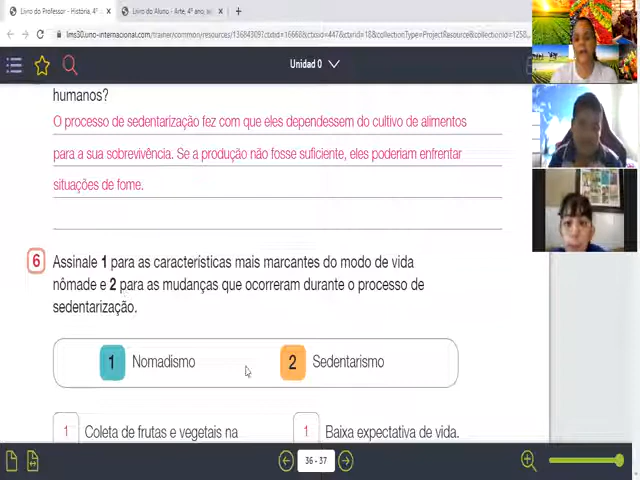 Livro do Professor - História, 4º
Livro do Aluno - Arte, 4º ano,
lms30.uno-internacional.com/trainer/common/resources/
Unidad 0
humanos?
O processo de sedentarização fez com que eles dependessem do cultivo de alimentos
para a sua sobrevivência. Se a produção não fosse suficiente, eles poderiam enfrentar
situações de fome.
6 Assinale 1 para as características mais marcantes do modo de vida
nômade e 2 para as mudanças que ocorreram durante o processo de
sedentarização.
1 Nomadismo 2 Sedentarismo
1 Coleta de frutas e vegetais na 1 Baixa expectativa de vida.
36 - 37